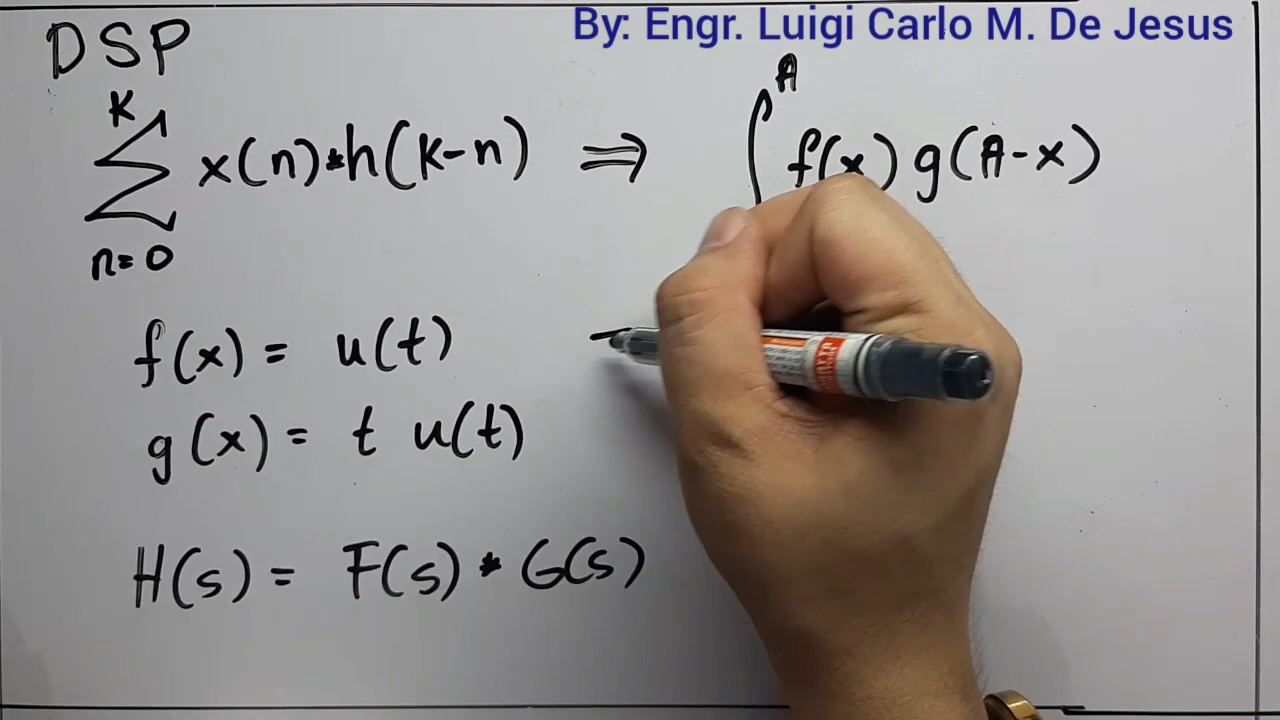 By: Engr. Luigi Carlo M. De Jesus
DSP
K
∑ x(n)*h(K-n) ⇒ ∫ f(x) g(A-x)
n=0
A
f(x) = u(t)
g(x) = t u(t)
H(s) = F(s) * G(s)